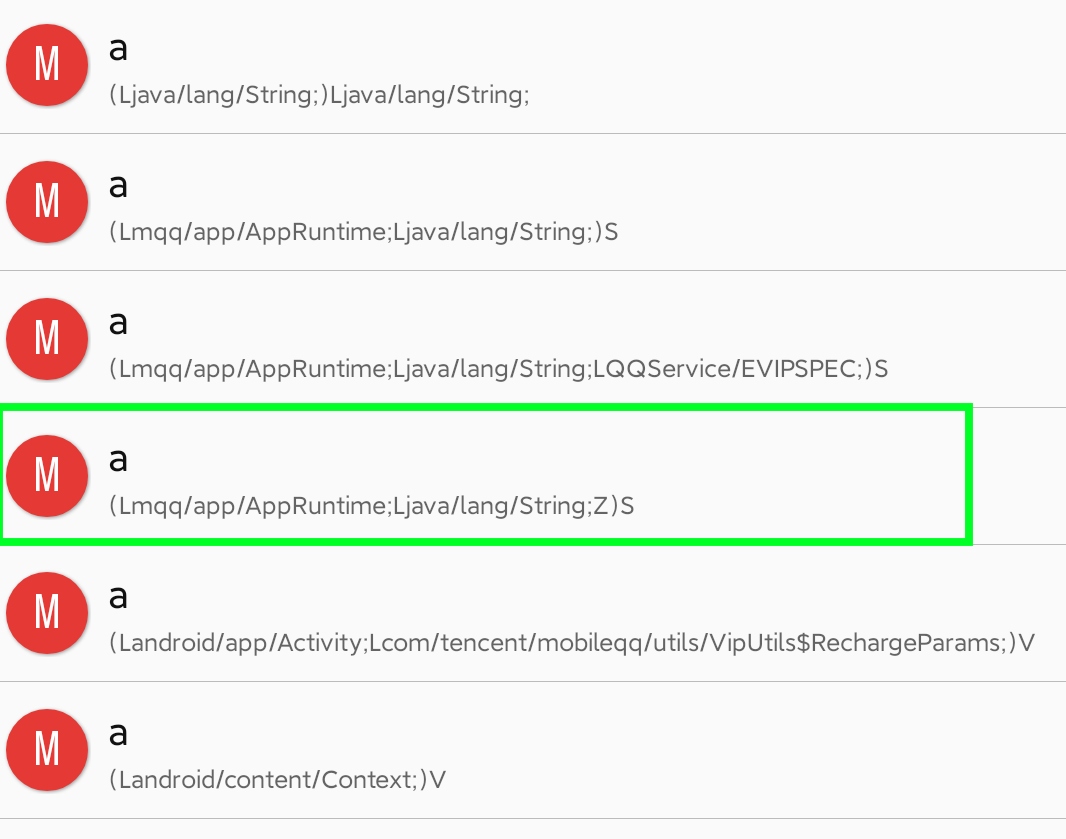 M
a
(Ljava/lang/String;)Ljava/lang/String;
M
a
(Lmqq/app/AppRuntime;Ljava/lang/String;)S
M
a
(Lmqq/app/AppRuntime;Ljava/lang/String;LQQService/EVIPSPEC;)S
M
a
(Lmqq/app/AppRuntime;Ljava/lang/String;Z)S
M
a
(Landroid/app/Activity;Lcom/tencent/mobileqq/utils/VipUtils$RechargeParams;)V
M
a
(Landroid/content/Context;)V